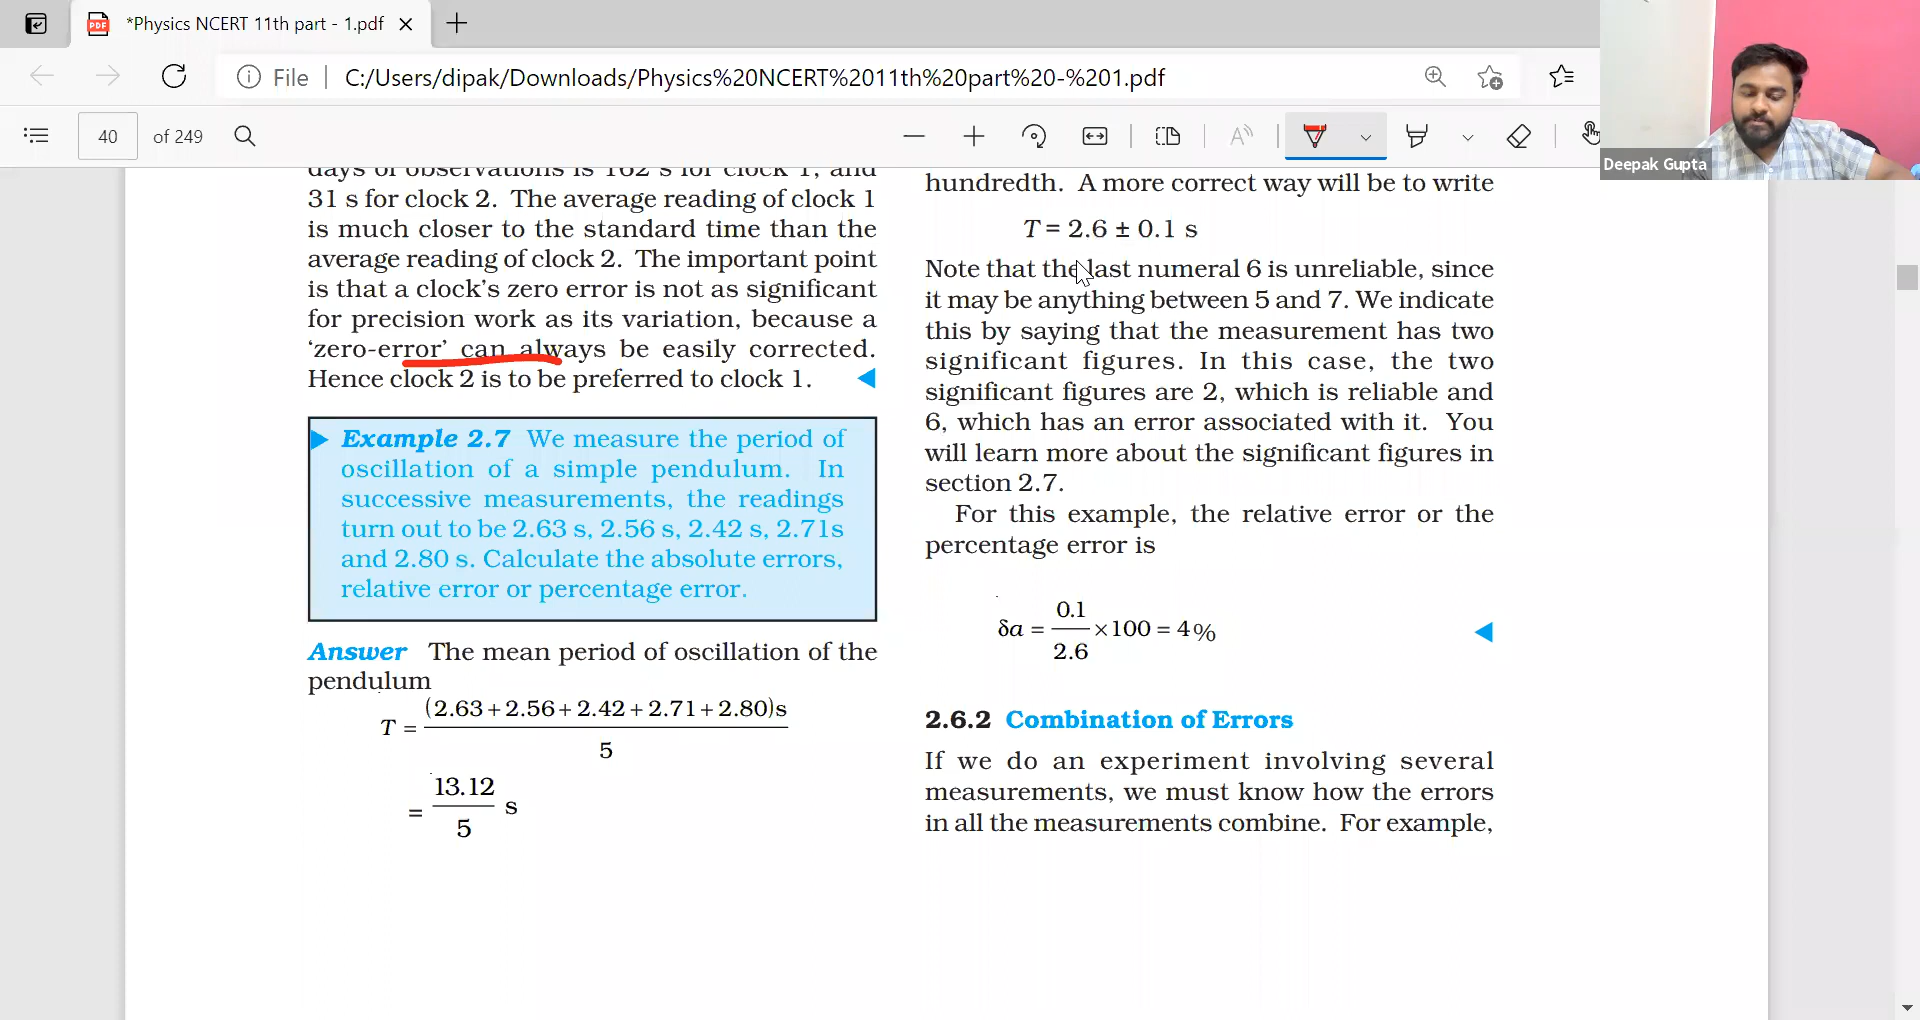 *Physics NCERT 11th part - 1.pdf
File
C:/Users/dipak/Downloads/Physics%20NCERT%2011th%20part%20-%201.pdf
40 of 249
Deepak Gupta
days of observations is 162 s for clock 1, and
31 s for clock 2. The average reading of clock 1
is much closer to the standard time than the
average reading of clock 2. The important point
is that a clock's zero error is not as significant
for precision work as its variation, because a
'zero-error' can always be easily corrected.
Hence clock 2 is to be preferred to clock 1.
Example 2.7 We measure the period of
oscillation of a simple pendulum. In
successive measurements, the readings
turn out to be 2.63 s, 2.56 s, 2.42 s, 2.71s
and 2.80 s. Calculate the absolute errors,
relative error or percentage error.
Answer The mean period of oscillation of the
pendulum
T = (2.63+2.56+2.42+2.71+2.80)s
5
= 13.12 s
5
hundredth. A more correct way will be to write
T = 2.6 ± 0.1 s
Note that the last numeral 6 is unreliable, since
it may be anything between 5 and 7. We indicate
this by saying that the measurement has two
significant figures. In this case, the two
significant figures are 2, which is reliable and
6, which has an error associated with it. You
will learn more about the significant figures in
section 2.7.
For this example, the relative error or the
percentage error is
δa = 0.1 ×100 = 4%
2.6
2.6.2 Combination of Errors
If we do an experiment involving several
measurements, we must know how the errors
in all the measurements combine. For example,